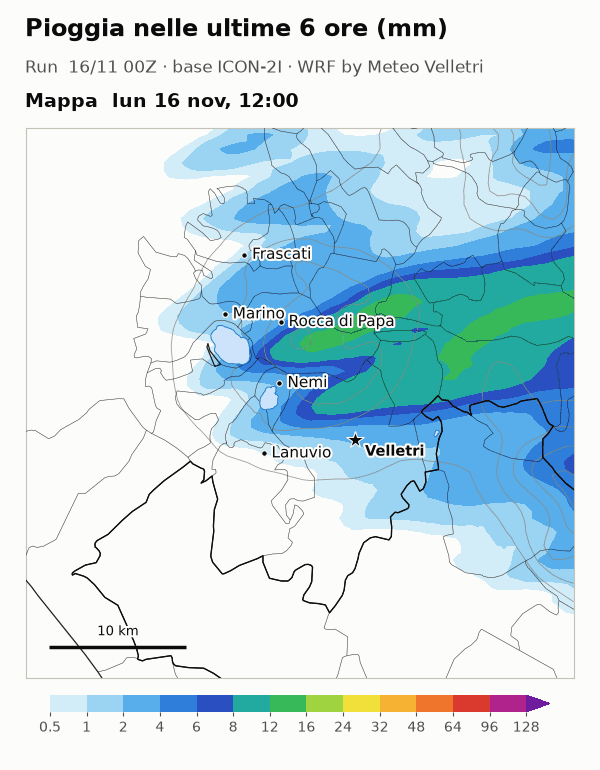 Pioggia nelle ultime 6 ore (mm)
Run 16/11 00Z · base ICON-2I · WRF by Meteo Velletri
Mappa lun 16 nov, 12:00
Frascati
Marino
Rocca di Papa
Nemi
Velletri
Lanuvio
10 km
0.5 1 2 4 6 8 12 16 24 32 48 64 96 128